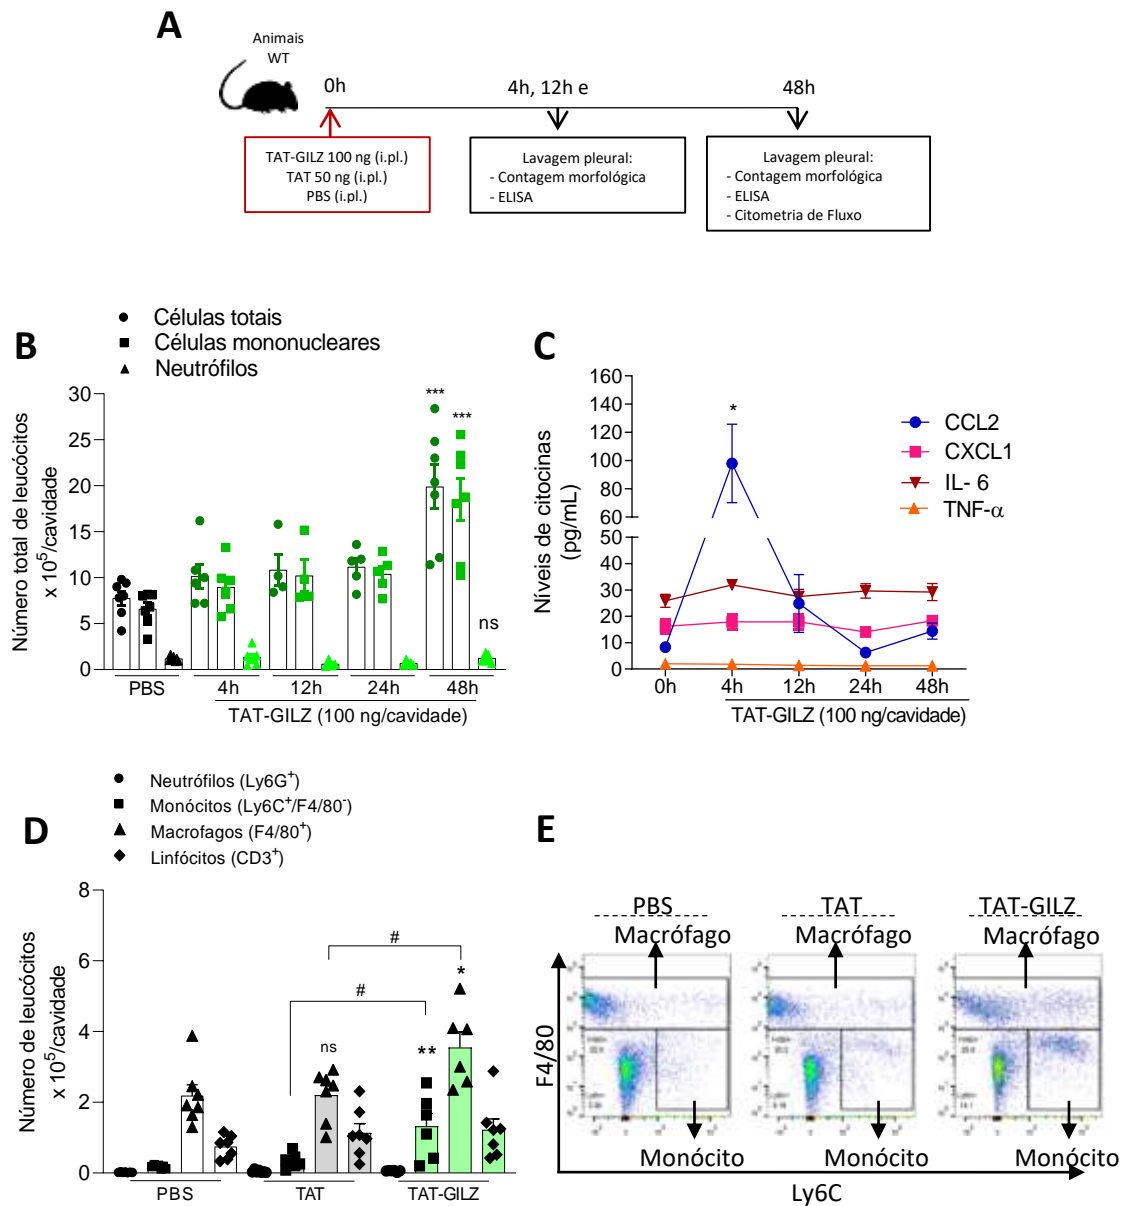 A
Animais
WT
0h
4h, 12h e
48h
TAT-GILZ 100 ng (i.pl.)
TAT 50 ng (i.pl.)
PBS (i.pl.)
Lavagem pleural:
- Contagem morfológica
- ELISA
Lavagem pleural:
- Contagem morfológica
- ELISA
- Citometria de Fluxo
B
Células totais
Células mononucleares
Neutrófilos
Número total de leucócitos
x 10⁵/cavidade
30
20
15
10
5
0
***
***
ns
PBS
4h
12h
24h
48h
TAT-GILZ (100 ng/cavidade)
C
Níveis de citocinas
(pg/mL)
160
140
120
100
80
60
50
40
30
20
10
0
*
CCL2
CXCL1
IL- 6
TNF-α
0h
4h
12h
24h
48h
TAT-GILZ (100 ng/cavidade)
D
Neutrófilos (Ly6G⁺)
Monócitos (Ly6C⁺/F4/80⁻)
Macrofagos (F4/80⁺)
Linfócitos (CD3⁺)
Número de leucócitos
x 10⁵/cavidade
8
6
4
2
0
#
#
ns
**
*
PBS
TAT
TAT-GILZ
E
PBS
TAT
TAT-GILZ
Macrófago
Macrófago
Macrófago
F4/80
Monócito
Monócito
Monócito
Ly6C